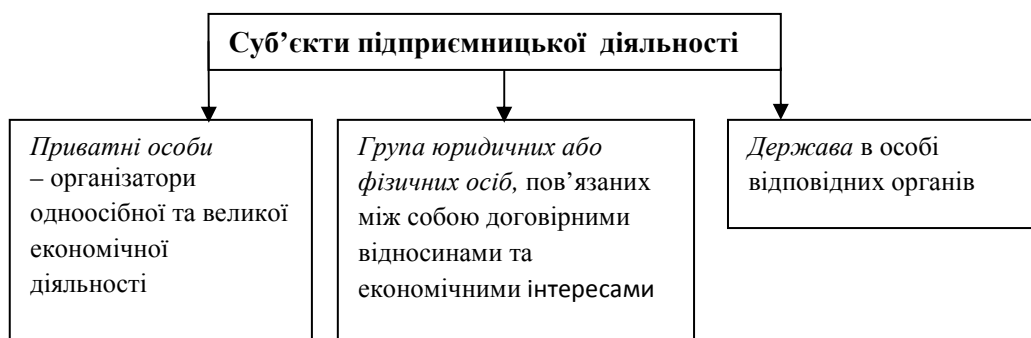 Суб’єкти підприємницької діяльності
Приватні особи
– організатори
одноосібної та великої
економічної
діяльності
Група юридичних або
фізичних осіб, пов’язаних
між собою договірними
відносинами та
економічними інтересами
Держава в особі
відповідних органів